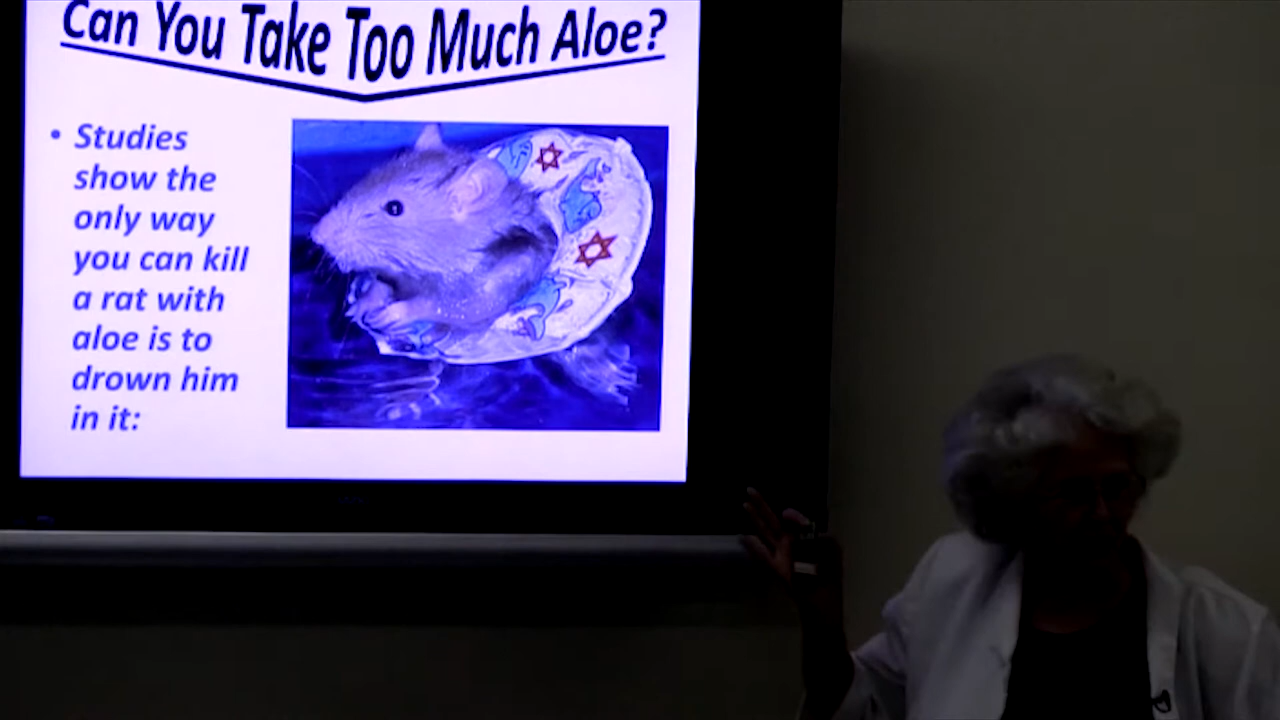 Can You Take Too Much Aloe?
• Studies
show the
only way
you can kill
a rat with
aloe is to
drown him
in it: